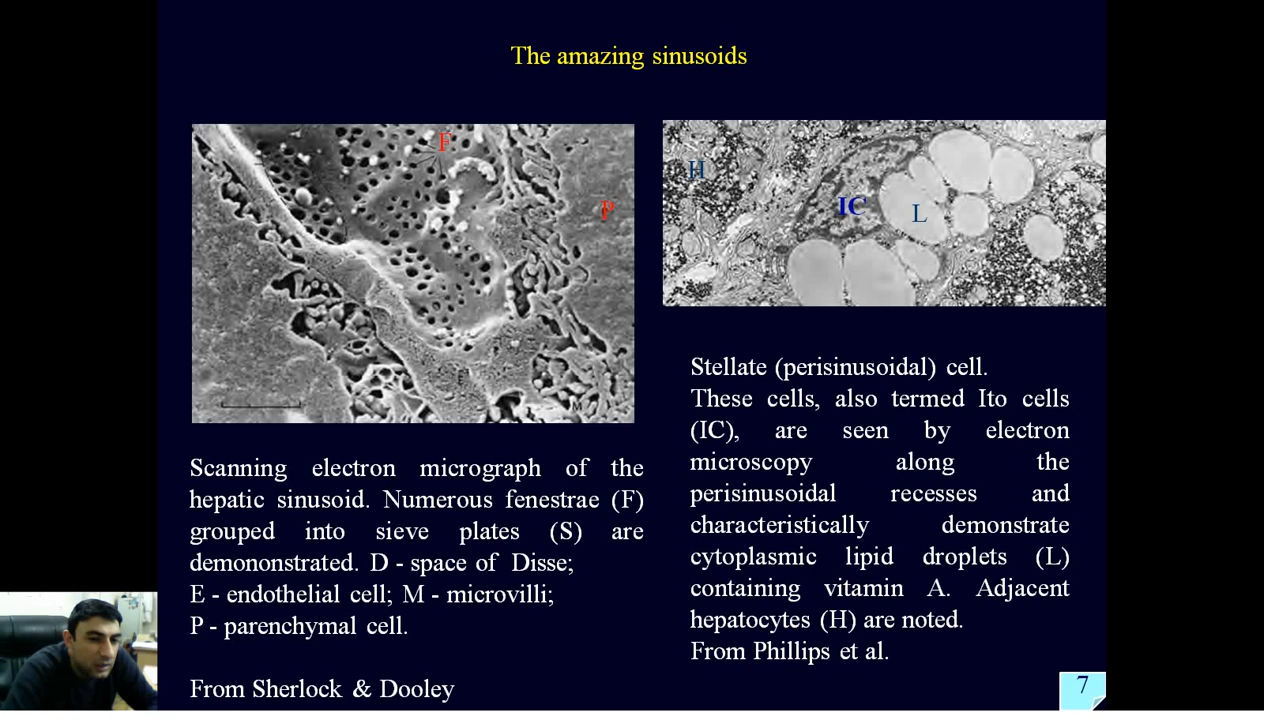 The amazing sinusoids
F
P
H
IC
L
Scanning electron micrograph of the
hepatic sinusoid. Numerous fenestrae (F)
grouped into sieve plates (S) are
demononstrated. D - space of Disse;
E - endothelial cell; M - microvilli;
P - parenchymal cell.
From Sherlock & Dooley
Stellate (perisinusoidal) cell.
These cells, also termed Ito cells
(IC), are seen by electron
microscopy along the
perisinusoidal recesses and
characteristically demonstrate
cytoplasmic lipid droplets (L)
containing vitamin A. Adjacent
hepatocytes (H) are noted.
From Phillips et al.
7